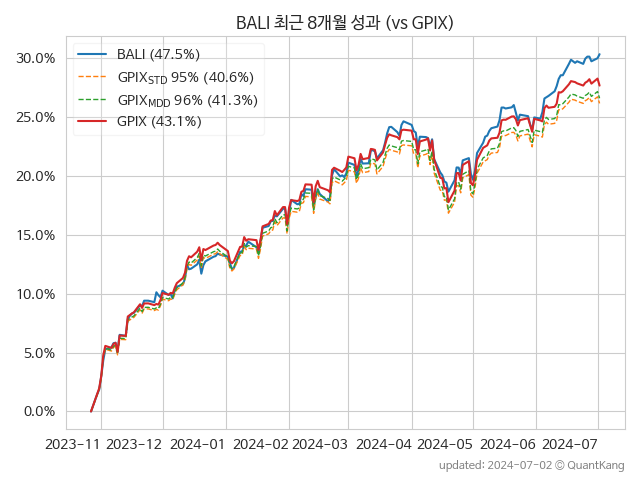 BALI 최근 8개월 성과 (vs GPIX)
BALI (47.5%)
GPIX_STD 95% (40.6%)
GPIX_MDD 96% (41.3%)
GPIX (43.1%)
30.0%
25.0%
20.0%
15.0%
10.0%
5.0%
0.0%
2023-11 2023-12 2024-01 2024-02 2024-03 2024-04 2024-05 2024-06 2024-07
updated: 2024-07-02 © QuantKang